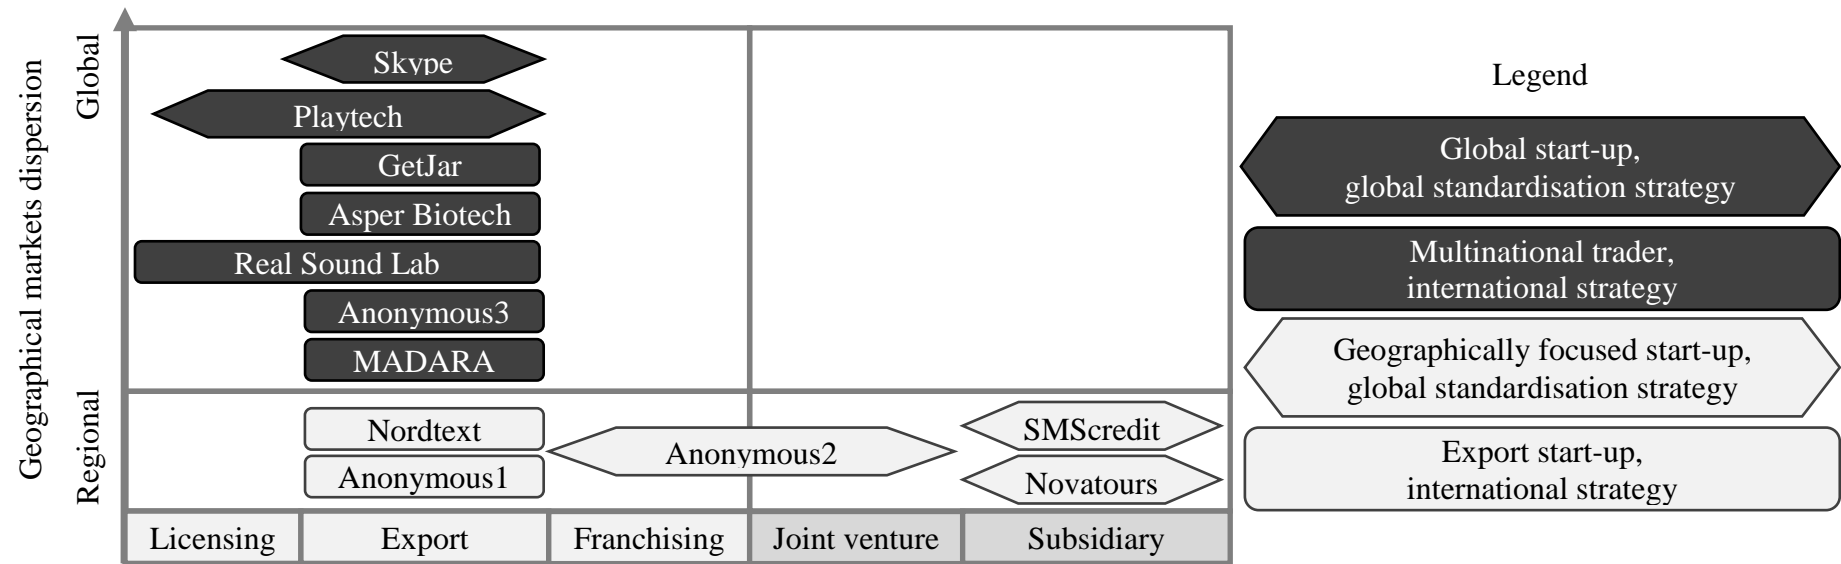 Geographical markets dispersion
Global
Regional
Skype
Playtech
GetJar
Asper Biotech
Real Sound Lab
Anonymous3
MADARA
Nordtext
Anonymous1
Anonymous2
SMScredit
Novatours
Licensing
Export
Franchising
Joint venture
Subsidiary
Legend
Global start-up,
global standardisation strategy
Multinational trader,
international strategy
Geographically focused start-up,
global standardisation strategy
Export start-up,
international strategy